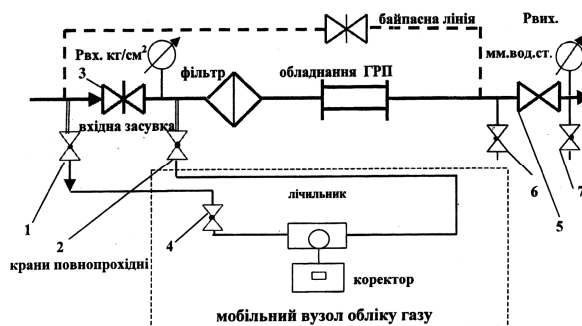 байпасна лінія
Рвих.
Рвх. кг/см²
мм.вод.ст.
3
фільтр
обладнання ГРП
вхідна засувка
1
2
4
6
5
7
крани повнопрохідні
лічильник
коректор
мобільний вузол обліку газу